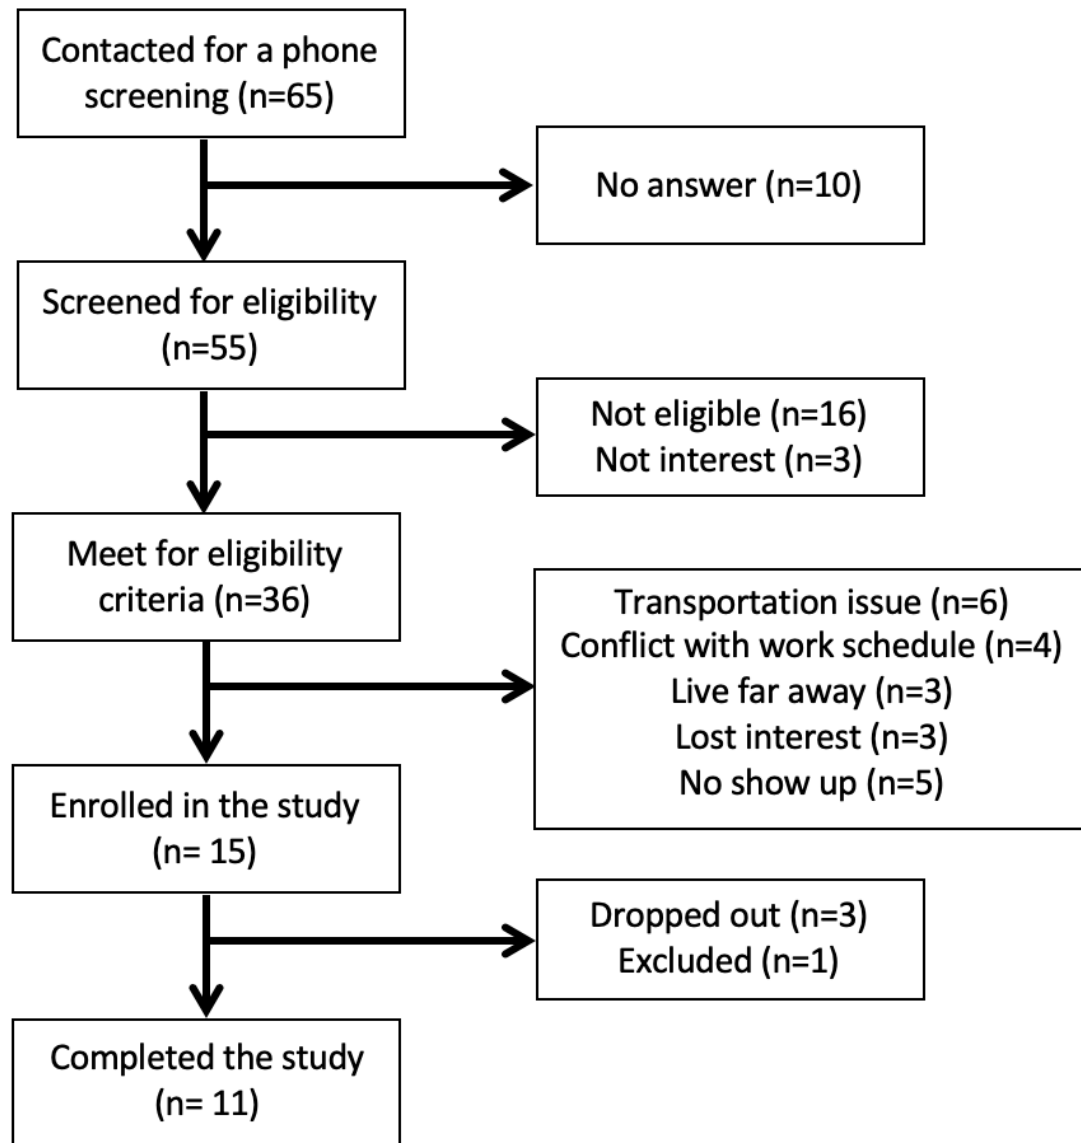 Contacted for a phone
screening (n=65)
No answer (n=10)
Screened for eligibility
(n=55)
Not eligible (n=16)
Not interest (n=3)
Meet for eligibility
criteria (n=36)
Transportation issue (n=6)
Conflict with work schedule (n=4)
Live far away (n=3)
Lost interest (n=3)
No show up (n=5)
Enrolled in the study
(n= 15)
Dropped out (n=3)
Excluded (n=1)
Completed the study
(n= 11)